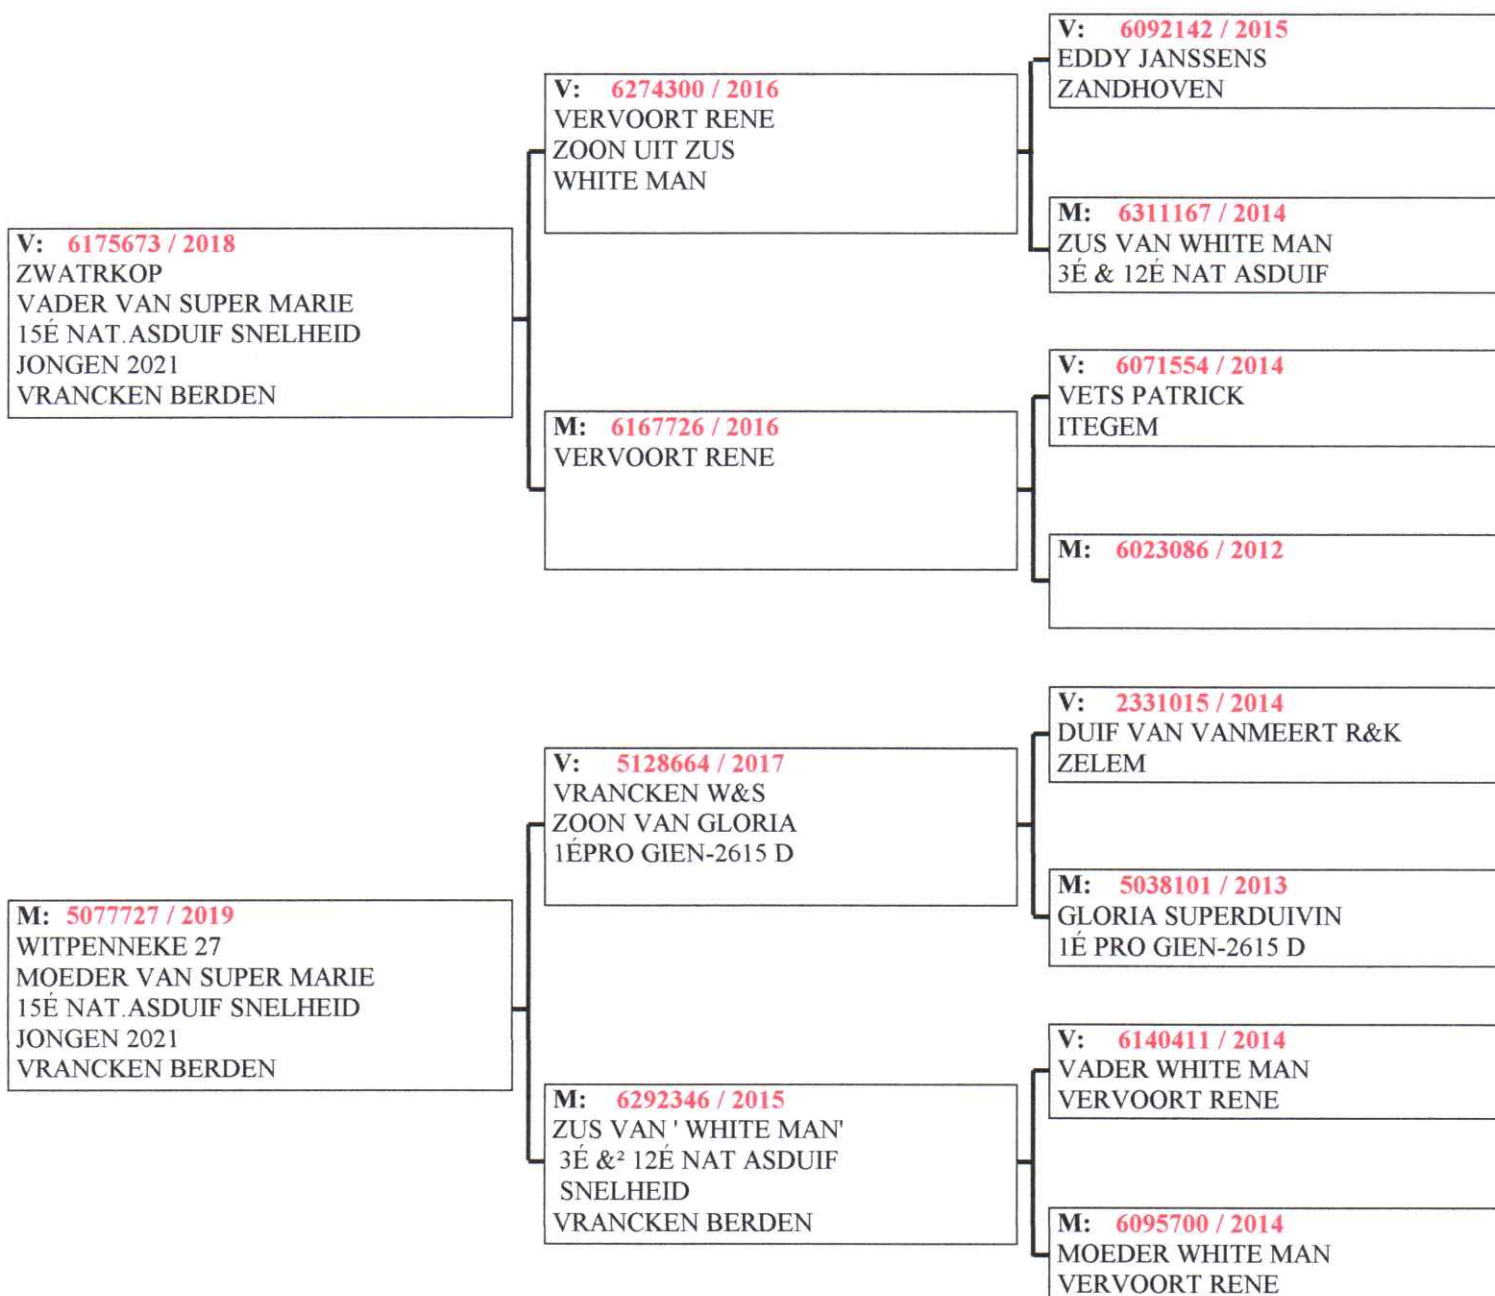 V: 6175673 / 2018
ZWATRKOP
VADER VAN SUPER MARIE
15É NAT.ASDUIF SNELHEID
JONGEN 2021
VRANCKEN BERDEN
M: 5077727 / 2019
WITPENNEKE 27
MOEDER VAN SUPER MARIE
15É NAT.ASDUIF SNELHEID
JONGEN 2021
VRANCKEN BERDEN
V: 6274300 / 2016
VERVOORT RENE
ZOON UIT ZUS
WHITE MAN
M: 6167726 / 2016
VERVOORT RENE
V: 5128664 / 2017
VRANCKEN W&S
ZOON VAN GLORIA
1ÉPRO GIEN-2615 D
M: 6292346 / 2015
ZUS VAN ' WHITE MAN'
3É &² 12É NAT ASDUIF
SNELHEID
VRANCKEN BERDEN
V: 6092142 / 2015
EDDY JANSSENS
ZANDHOVEN
M: 6311167 / 2014
ZUS VAN WHITE MAN
3É & 12É NAT ASDUIF
V: 6071554 / 2014
VETS PATRICK
ITEGEM
M: 6023086 / 2012
V: 2331015 / 2014
DUIF VAN VANMEERT R&K
ZELEM
M: 5038101 / 2013
GLORIA SUPERDUIVIN
1É PRO GIEN-2615 D
V: 6140411 / 2014
VADER WHITE MAN
VERVOORT RENE
M: 6095700 / 2014
MOEDER WHITE MAN
VERVOORT RENE